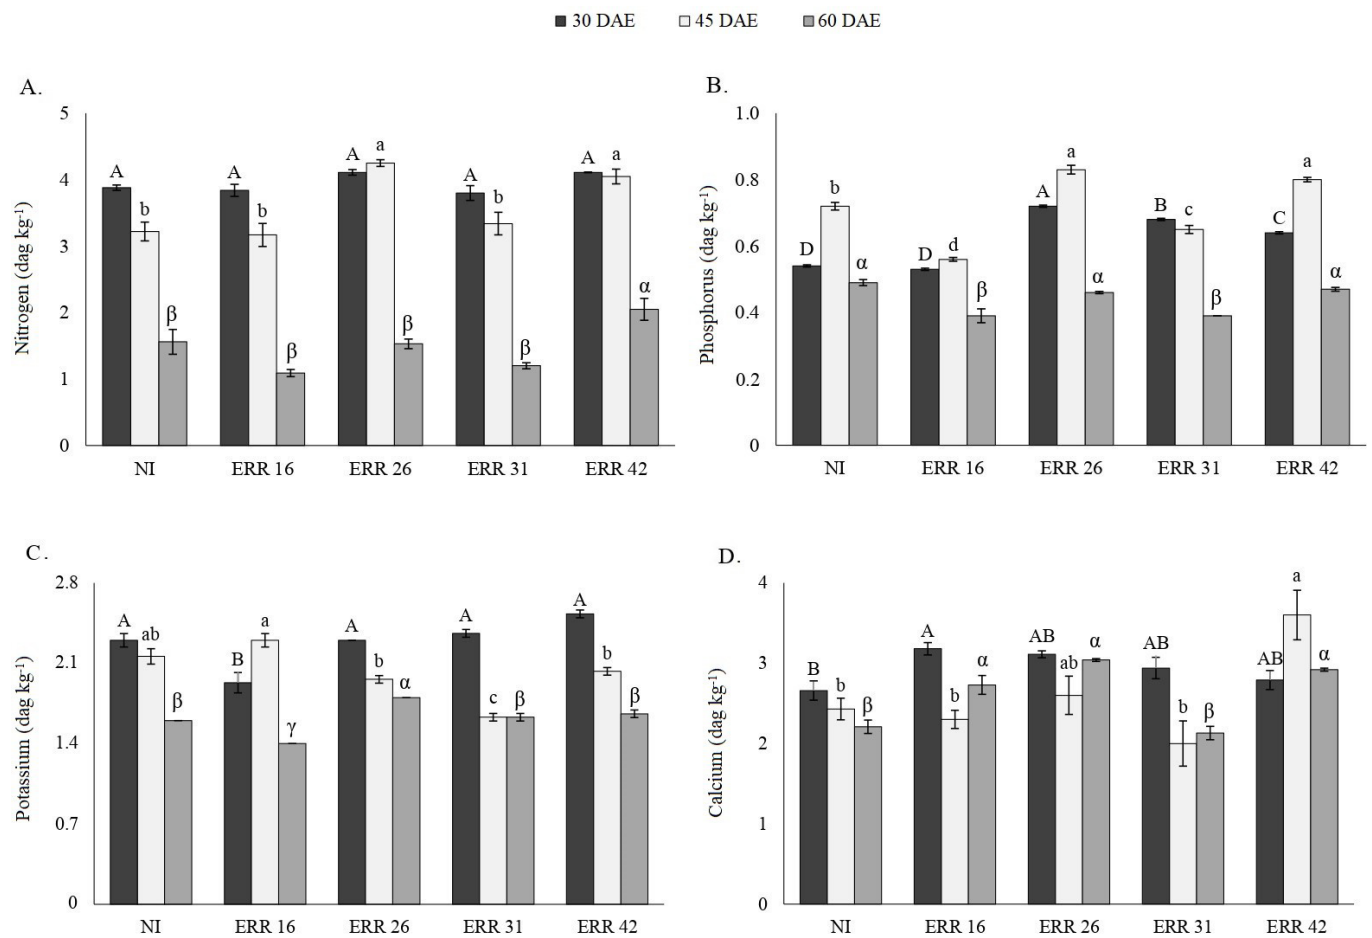 30 DAE 45 DAE 60 DAE
A.
Nitrogen (dag kg-1)
5
4
3
2
1
0
A b β A b β A a β A b β A a α
NI ERR 16 ERR 26 ERR 31 ERR 42
B.
Phosphorus (dag kg-1)
1.0
0.8
0.6
0.4
0.2
0
D b α D d β A a α B c β C a α
NI ERR 16 ERR 26 ERR 31 ERR 42
C.
Potassium (dag kg-1)
2.8
2.1
1.4
0.7
0
A ab β B a γ A b α A c β A b β
NI ERR 16 ERR 26 ERR 31 ERR 42
D.
Calcium (dag kg-1)
4
3
2
1
0
B b β A b α AB ab α AB b β AB a α
NI ERR 16 ERR 26 ERR 31 ERR 42